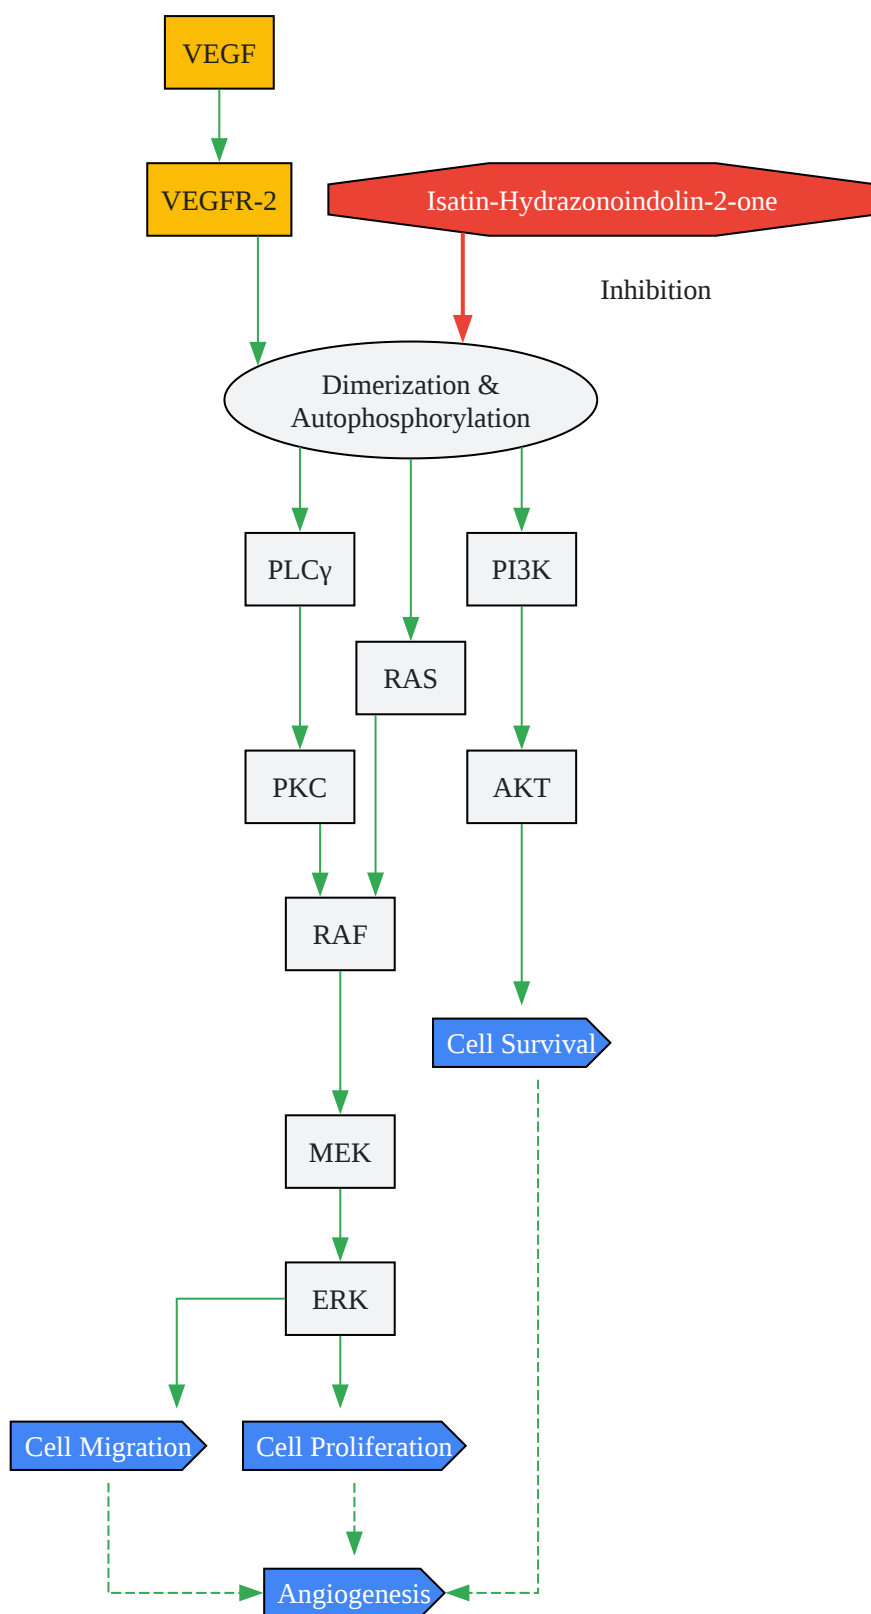 VEGF
VEGFR-2
Isatin-Hydrazonoindolin-2-one
Inhibition
Dimerization &
Autophosphorylation
PLCγ
PI3K
RAS
PKC
AKT
RAF
Cell Survival
MEK
ERK
Cell Migration
Cell Proliferation
Angiogenesis